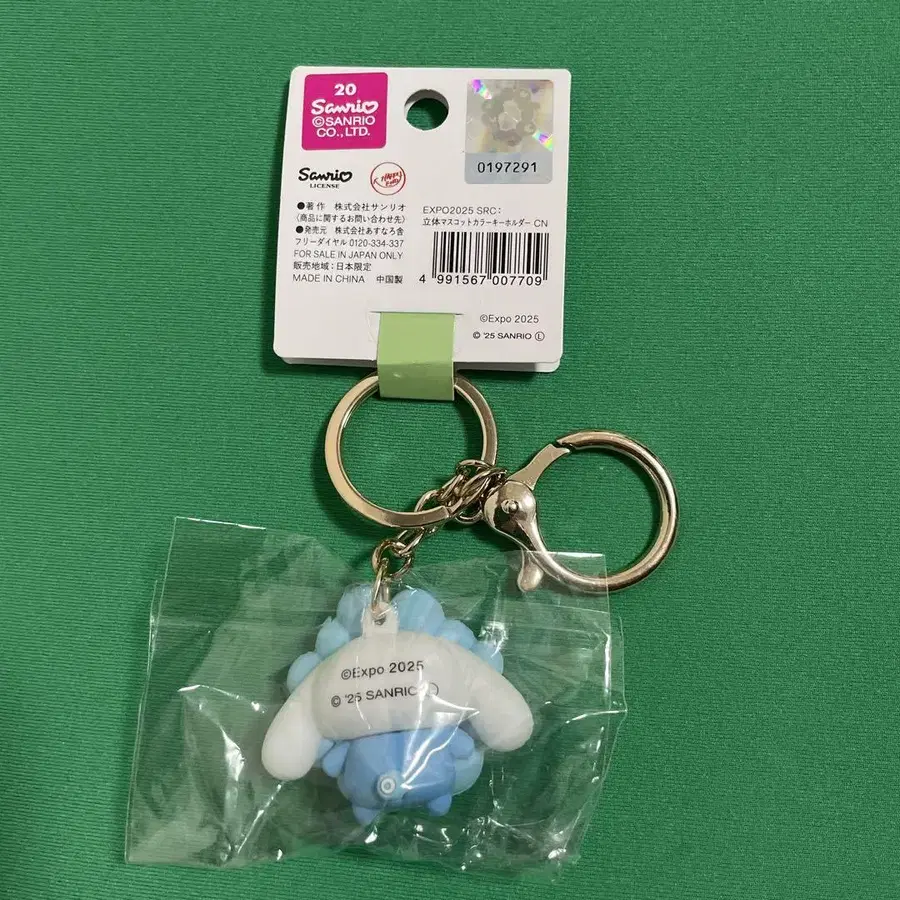 20
Sanrio
©SANRIO
CO., LTD.
0197291
Sanrio
LICENSE
●著作 株式会社サンリオ
〈商品に関するお問い合わせ先〉
●発売元 株式会社あすなろ舎
フリーダイヤル 0120-334-337
FOR SALE IN JAPAN ONLY
販売地域：日本限定
MADE IN CHINA 中国製
EXPO2025 SRC：
立体マスコットカラーキーホルダー CN
4 991567 007709
©Expo 2025
© '25 SANRIO Ⓛ
©Expo 2025
© '25 SANRIO Ⓛ